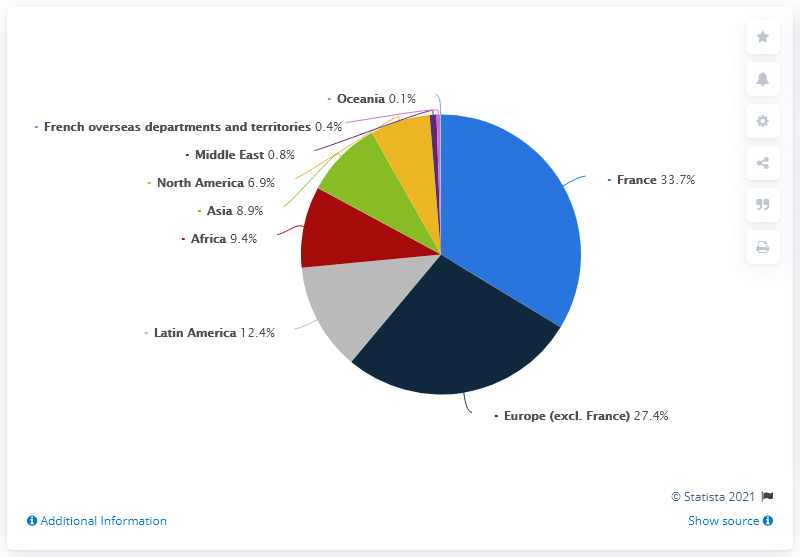 Oceania 0.1%
French overseas departments and territories 0.4%
Middle East 0.8%
North America 6.9%
France 33.7%
Asia 8.9%
Africa 9.4%
Latin America 12.4%
Europe (excl. France) 27.4%
© Statista 2021
Additional Information
Show source